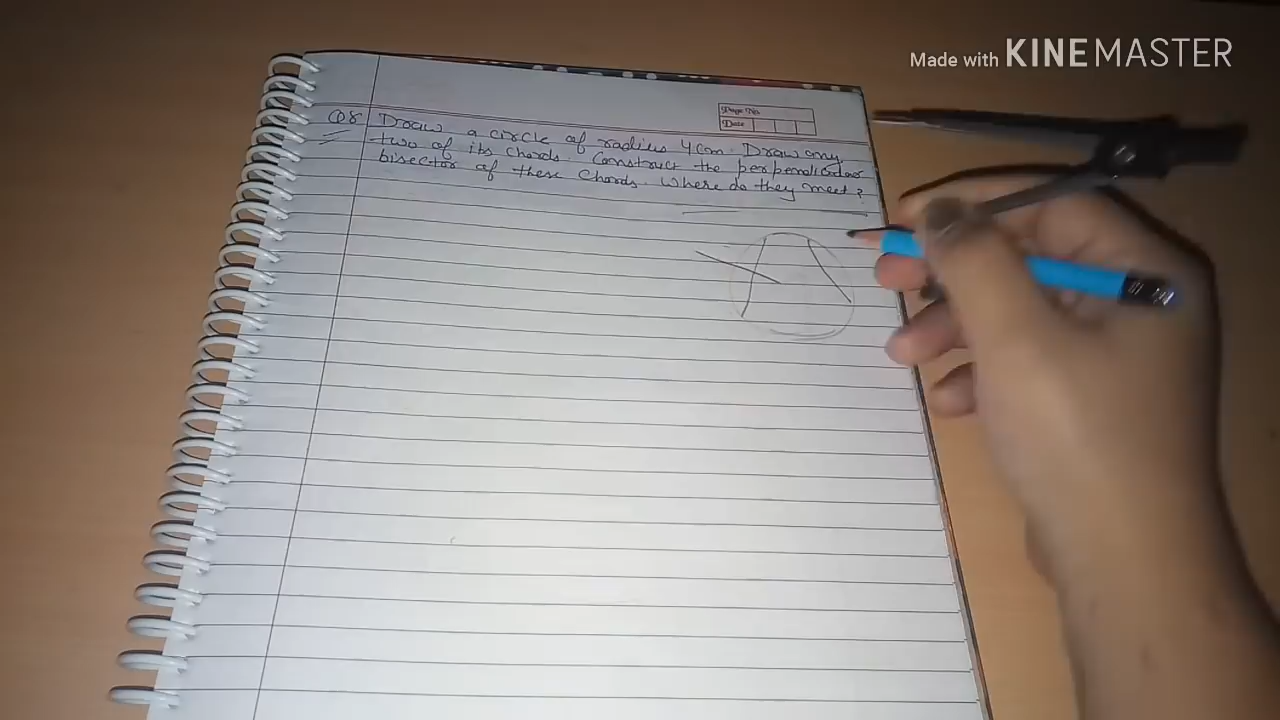 Made with KINEMASTER
Page No.
Date
Q8. Draw a circle of radius 4cm. Draw any
two of its chords. Construct the perpendicular
bisector of these chords. Where do they meet?